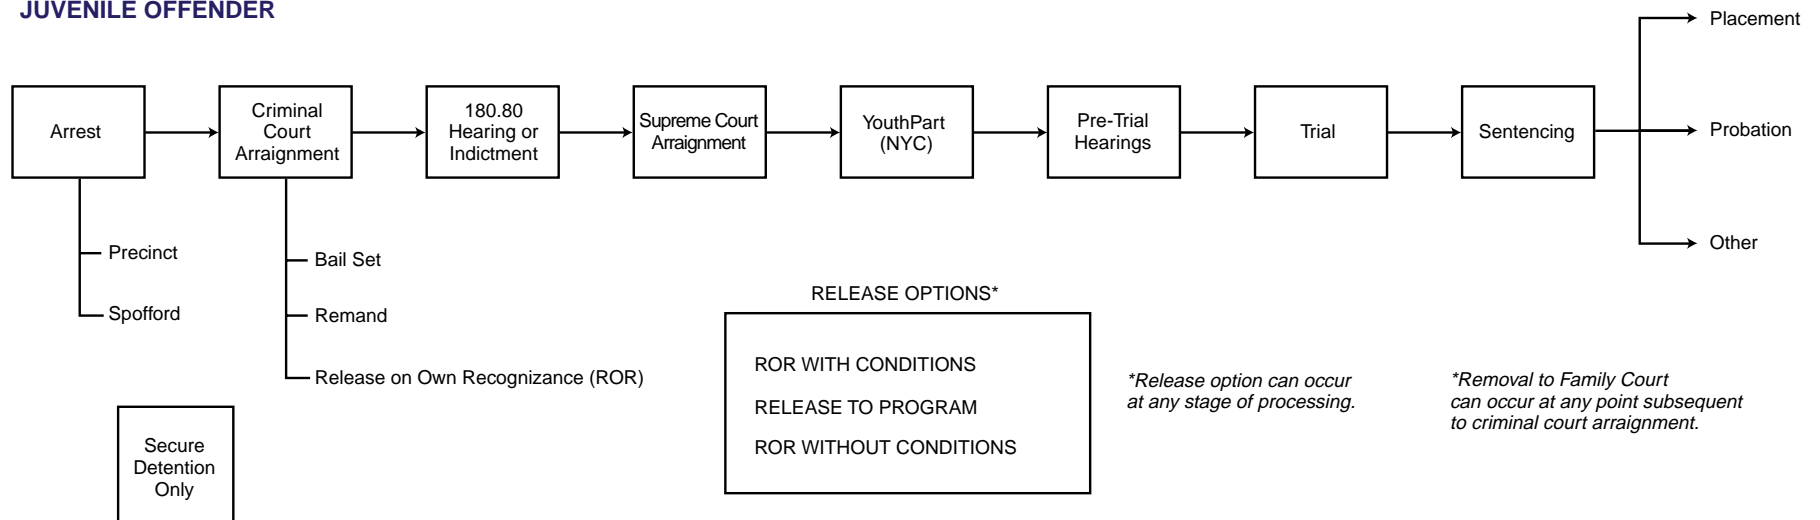 JUVENILE OFFENDER
Arrest
Criminal
Court
Arraignment
180.80
Hearing or
Indictment
Supreme Court
Arraignment
YouthPart
(NYC)
Pre-Trial
Hearings
Trial
Sentencing
Placement
Probation
Other
Precinct
Spofford
Bail Set
Remand
Release on Own Recognizance (ROR)
Secure
Detention
Only
RELEASE OPTIONS*
ROR WITH CONDITIONS
RELEASE TO PROGRAM
ROR WITHOUT CONDITIONS
*Release option can occur
at any stage of processing.
*Removal to Family Court
can occur at any point subsequent
to criminal court arraignment.